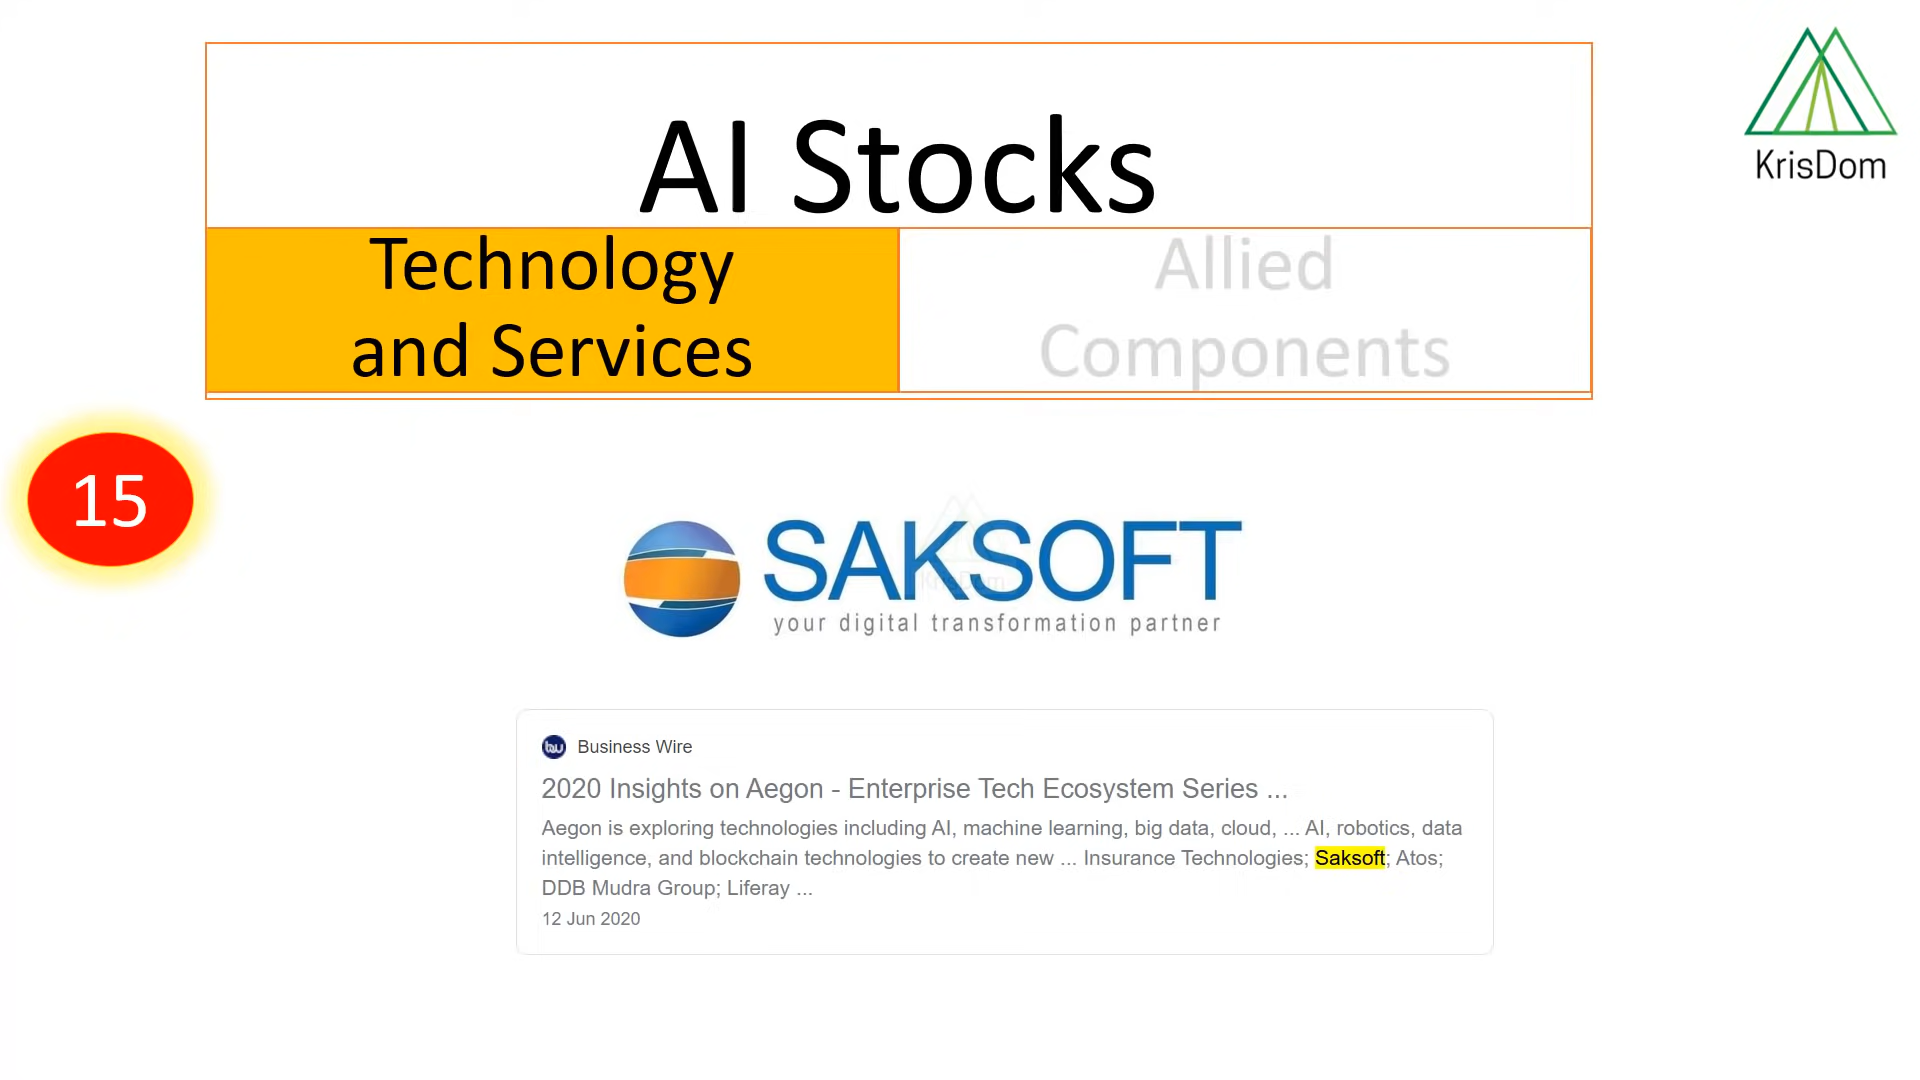 AI Stocks
KrisDom
Technology
and Services
Allied
Components
15
SAKSOFT
KrisDom
your digital transformation partner
bw Business Wire
2020 Insights on Aegon - Enterprise Tech Ecosystem Series ...
Aegon is exploring technologies including AI, machine learning, big data, cloud, ... AI, robotics, data
intelligence, and blockchain technologies to create new ... Insurance Technologies; Saksoft; Atos;
DDB Mudra Group; Liferay ...
12 Jun 2020